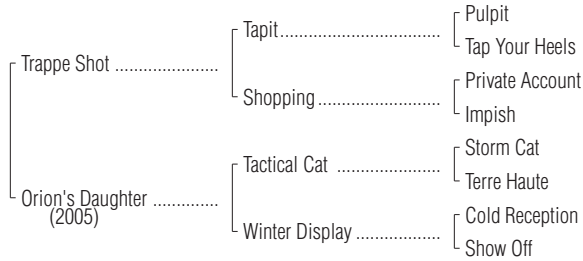 Pulpit
Tapit
Tap Your Heels
Trappe Shot
Private Account
Shopping
Impish
Storm Cat
Tactical Cat
Terre Haute
Orion's Daughter
(2005)
Cold Reception
Winter Display
Show Off